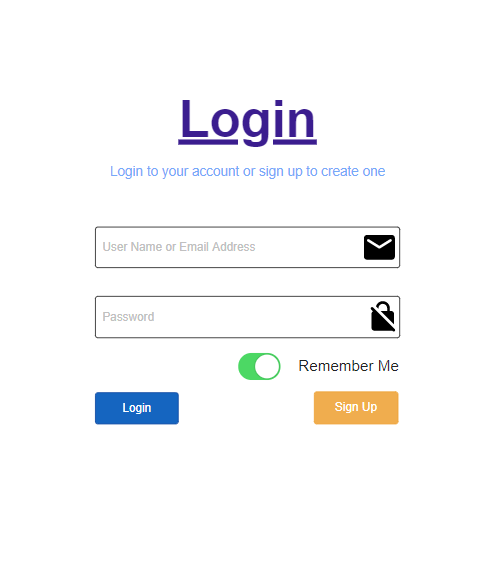 Login
Login to your account or sign up to create one
User Name or Email Address
Password
Remember Me
Login
Sign Up